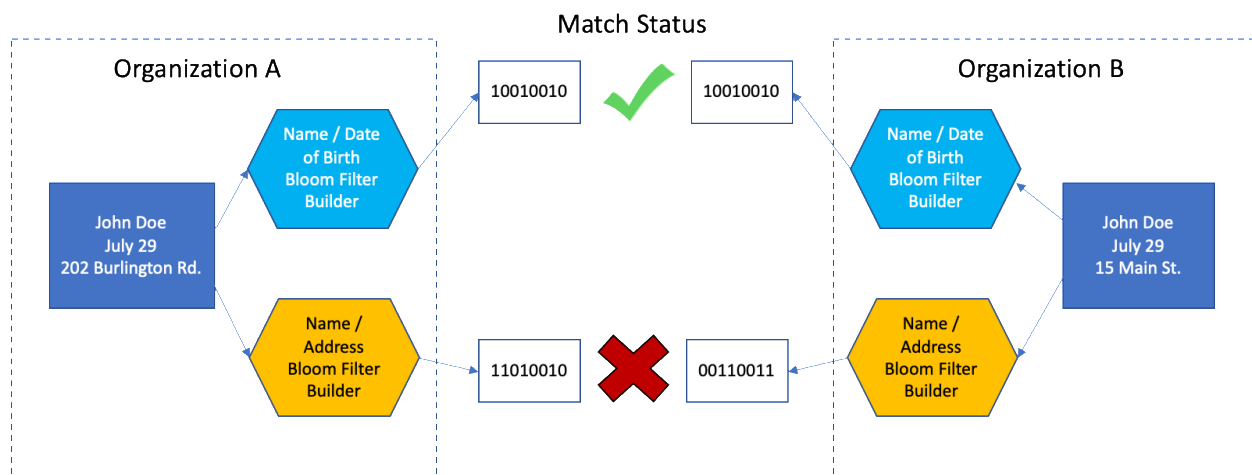 Match Status
Organization A
Organization B
10010010
10010010
Name / Date
of Birth
Bloom Filter
Builder
Name / Date
of Birth
Bloom Filter
Builder
John Doe
July 29
202 Burlington Rd.
John Doe
July 29
15 Main St.
Name /
Address
Bloom Filter
Builder
11010010
00110011
Name /
Address
Bloom Filter
Builder